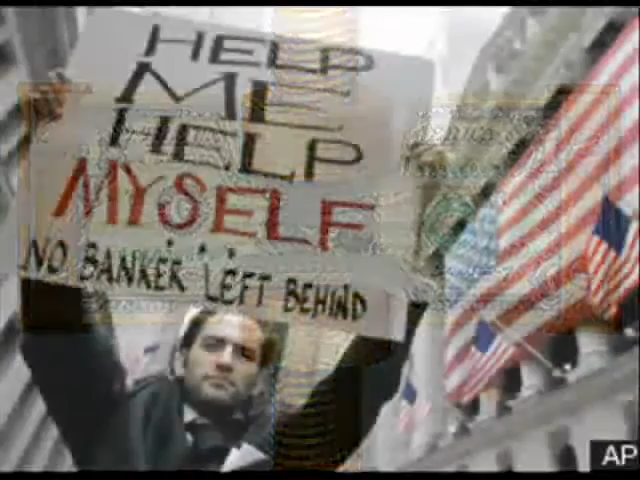 HELP
ME
HELP
MYSELF
NO BANKER LEFT BEHIND
AP